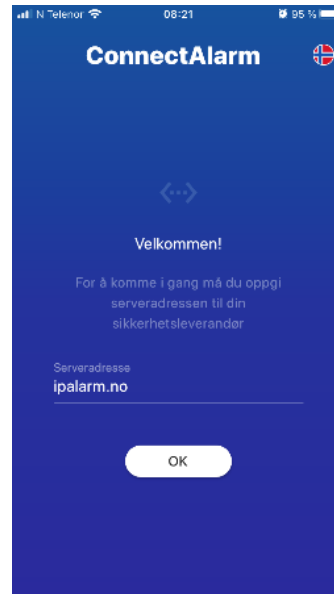 N Telenor 08:21 95 %
ConnectAlarm
Velkommen!
For å komme i gang må du oppgi
serveradressen til din
sikkerhetsleverandør
Serveradresse
ipalarm.no
OK